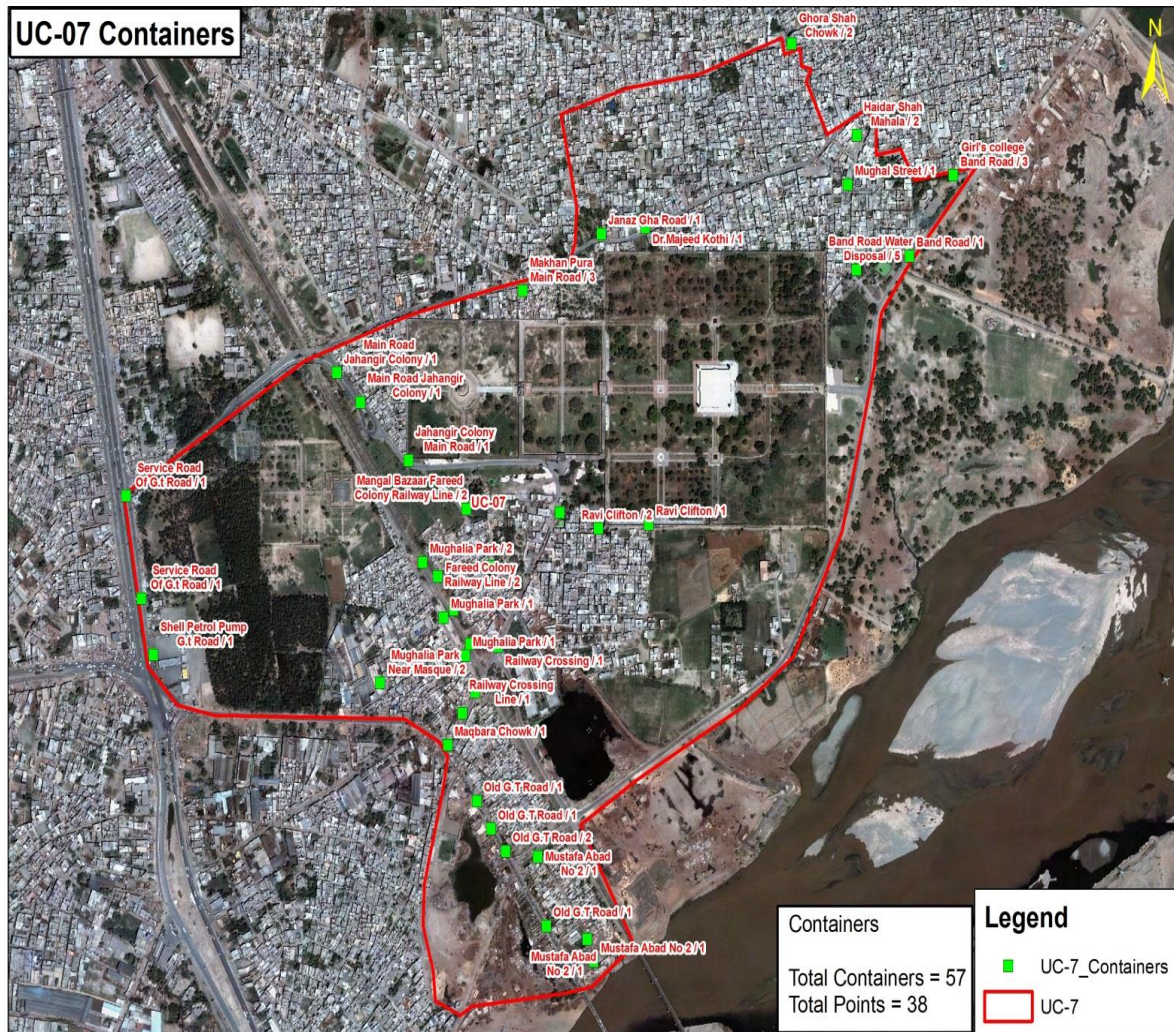 UC-07 Containers
N
Ghora Shah
Chowk / 2
Haidar Shah
Mahala / 2
Girl's college
Band Road / 3
Mughal Street / 1
Janaz Gha Road / 1
Dr.Majeed Kothi / 1
Band Road Water
Disposal / 5
Band Road / 1
Makhan Pura
Main Road / 3
Main Road
Jahangir Colony / 1
Main Road Jahangir
Colony / 1
Jahangir Colony
Main Road / 1
Service Road
Of G.t Road / 1
Mangal Bazaar Fareed
Colony Railway Line / 2
UC-07
Ravi Clifton / 2
Ravi Clifton / 1
Mughalia Park / 2
Fareed Colony
Railway Line / 2
Service Road
Of G.t Road / 1
Mughalia Park / 1
Shell Petrol Pump
G.t Road / 1
Mughalia Park / 1
Mughalia Park
Near Masque / 2
Railway Crossing / 1
Railway Crossing
Line / 1
Maqbara Chowk / 1
Old G.T Road / 1
Old G.T Road / 1
Old G.T Road / 2
Mustafa Abad
No 2 / 1
Old G.T Road / 1
Mustafa Abad No 2 / 1
Mustafa Abad
No 2 / 1
Containers
Total Containers = 57
Total Points = 38
Legend
UC-7_Containers
UC-7